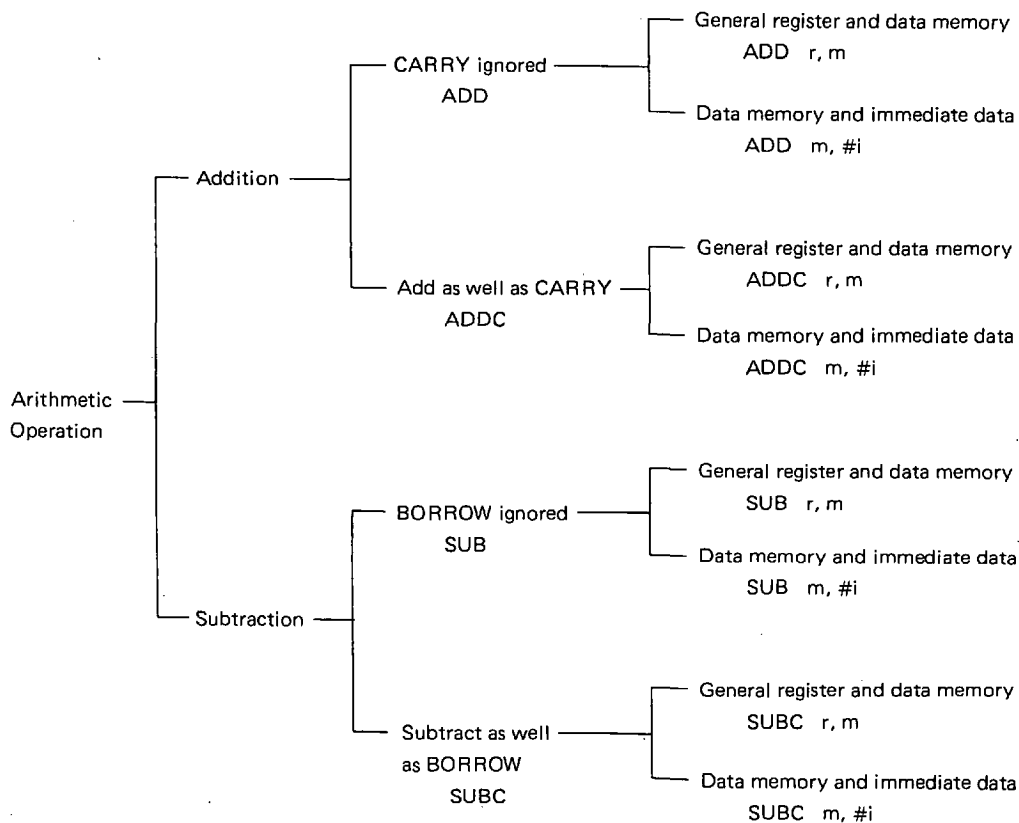 General register and data memory
ADD r, m
CARRY ignored
ADD
Data memory and immediate data
ADD m, #i
Addition
General register and data memory
ADDC r, m
Add as well as CARRY
ADDC
Data memory and immediate data
ADDC m, #i
Arithmetic
Operation
General register and data memory
SUB r, m
BORROW ignored
SUB
Data memory and immediate data
SUB m, #i
Subtraction
General register and data memory
SUBC r, m
Subtract as well
as BORROW
SUBC
Data memory and immediate data
SUBC m, #i